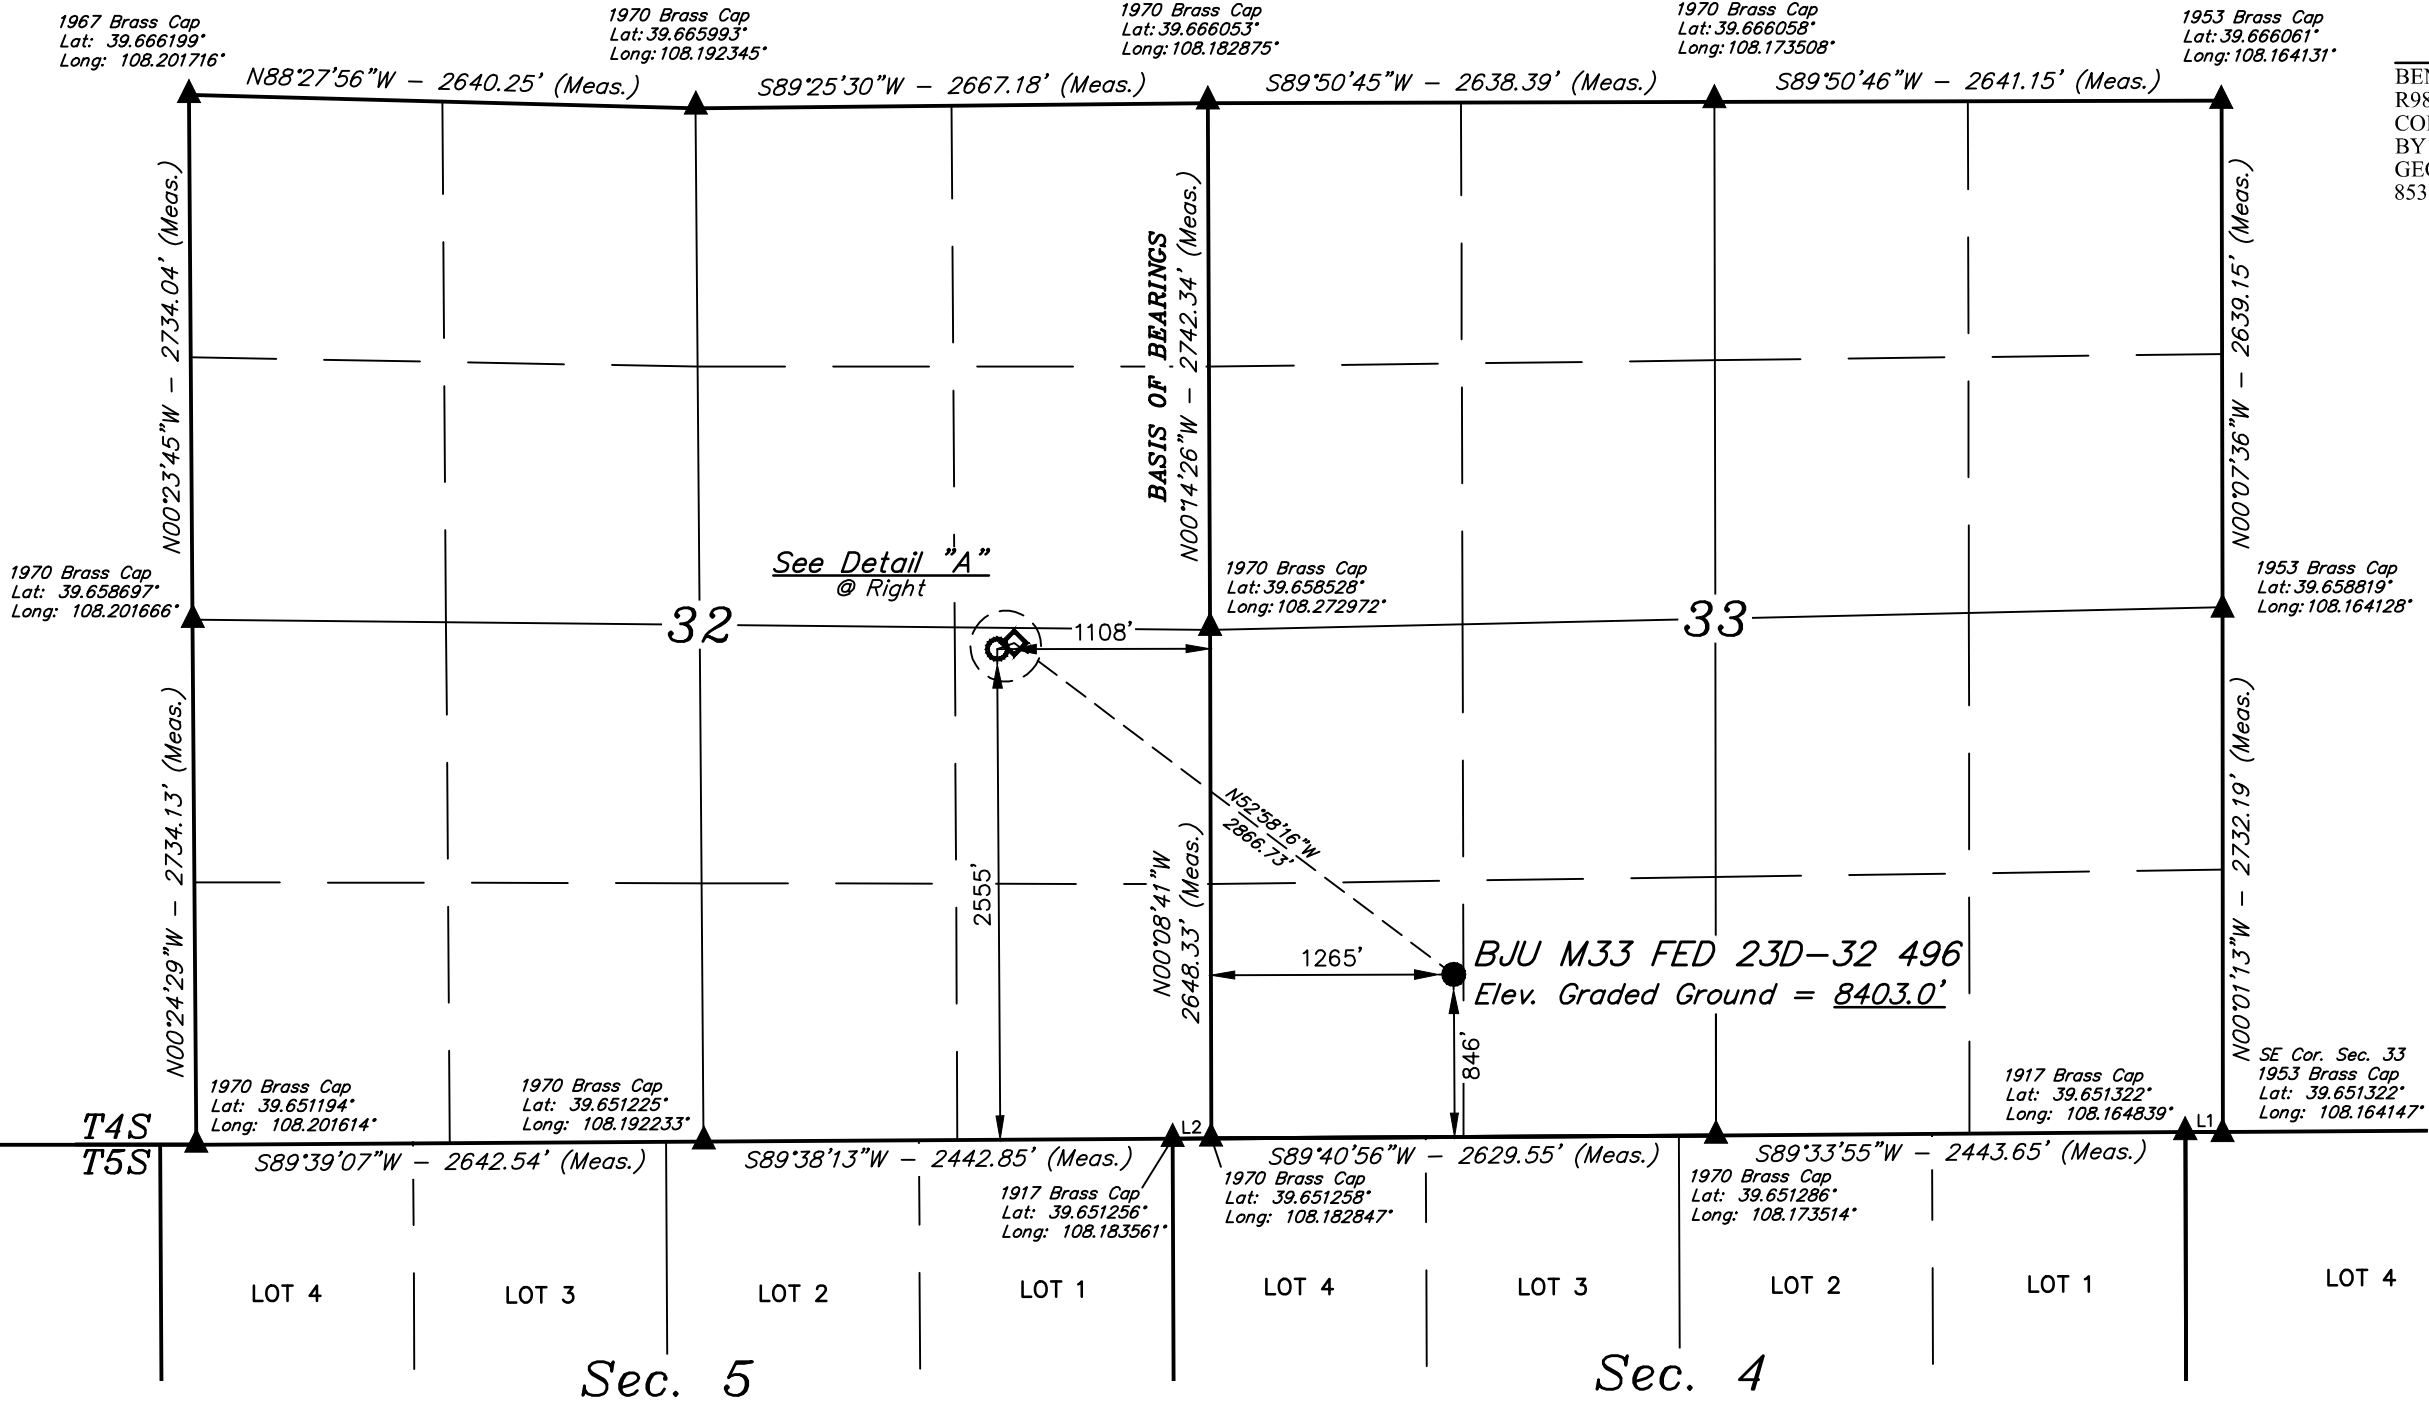 1967 Brass Cap
Lat: 39.666199°
Long: 108.201716°
1970 Brass Cap
Lat: 39.665993°
Long: 108.192345°
1970 Brass Cap
Lat: 39.666053°
Long: 108.182875°
1970 Brass Cap
Lat: 39.666058°
Long: 108.173508°
1953 Brass Cap
Lat: 39.666061°
Long: 108.164131°
N88°27'56"W - 2640.25' (Meas.)
S89°25'30"W - 2667.18' (Meas.)
S89°50'45"W - 2638.39' (Meas.)
S89°50'46"W - 2641.15' (Meas.)
R98
BY
853
N00°23'45"W - 2734.04' (Meas.)
BASIS OF BEARINGS
N00°14'26"W - 2742.34' (Meas.)
N00°07'36"W - 2639.15' (Meas.)
See Detail "A"
@ Right
1970 Brass Cap
Lat: 39.658697°
Long: 108.201666°
1970 Brass Cap
Lat: 39.658528°
Long: 108.272972°
1953 Brass Cap
Lat: 39.658819°
Long: 108.164128°
32
33
1108'
N00°24'29"W - 2734.13' (Meas.)
2555'
N00°08'41"W
2648.33' (Meas.)
N52°58'16"W
2866.73'
N00°01'13"W - 2732.19' (Meas.)
1265'
BJU M33 FED 23D-32 496
Elev. Graded Ground = 8403.0'
846'
1970 Brass Cap
Lat: 39.651194°
Long: 108.201614°
1970 Brass Cap
Lat: 39.651225°
Long: 108.192233°
1917 Brass Cap
Lat: 39.651322°
Long: 108.164839°
SE Cor. Sec. 33
1953 Brass Cap
Lat: 39.651322°
Long: 108.164147°
T4S
T5S
L2
L1
S89°39'07"W - 2642.54' (Meas.)
S89°38'13"W - 2442.85' (Meas.)
S89°40'56"W - 2629.55' (Meas.)
S89°33'55"W - 2443.65' (Meas.)
1917 Brass Cap
Lat: 39.651256°
Long: 108.183561°
1970 Brass Cap
Lat: 39.651258°
Long: 108.182847°
1970 Brass Cap
Lat: 39.651286°
Long: 108.173514°
LOT 4
LOT 3
LOT 2
LOT 1
LOT 4
LOT 3
LOT 2
LOT 1
LOT 4
Sec. 5
Sec. 4